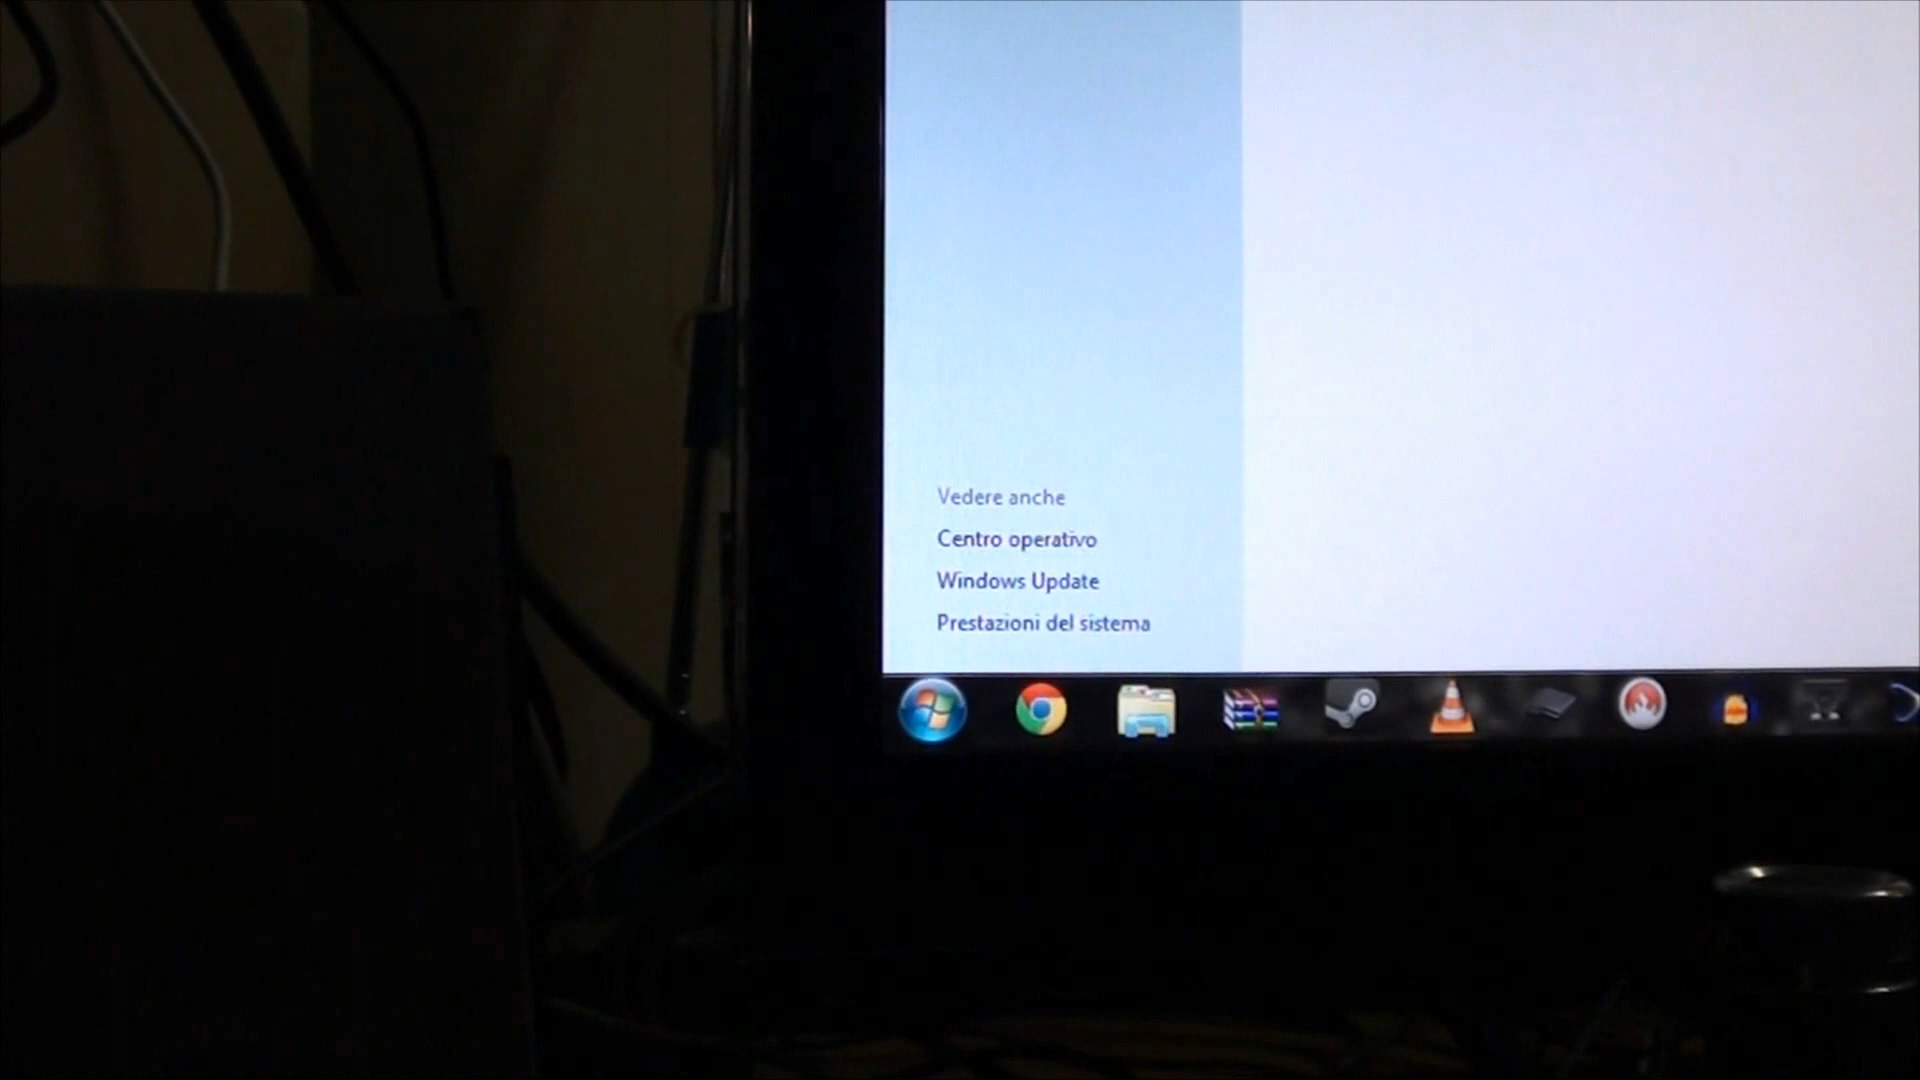 Vedere anche
Centro operativo
Windows Update
Prestazioni del sistema